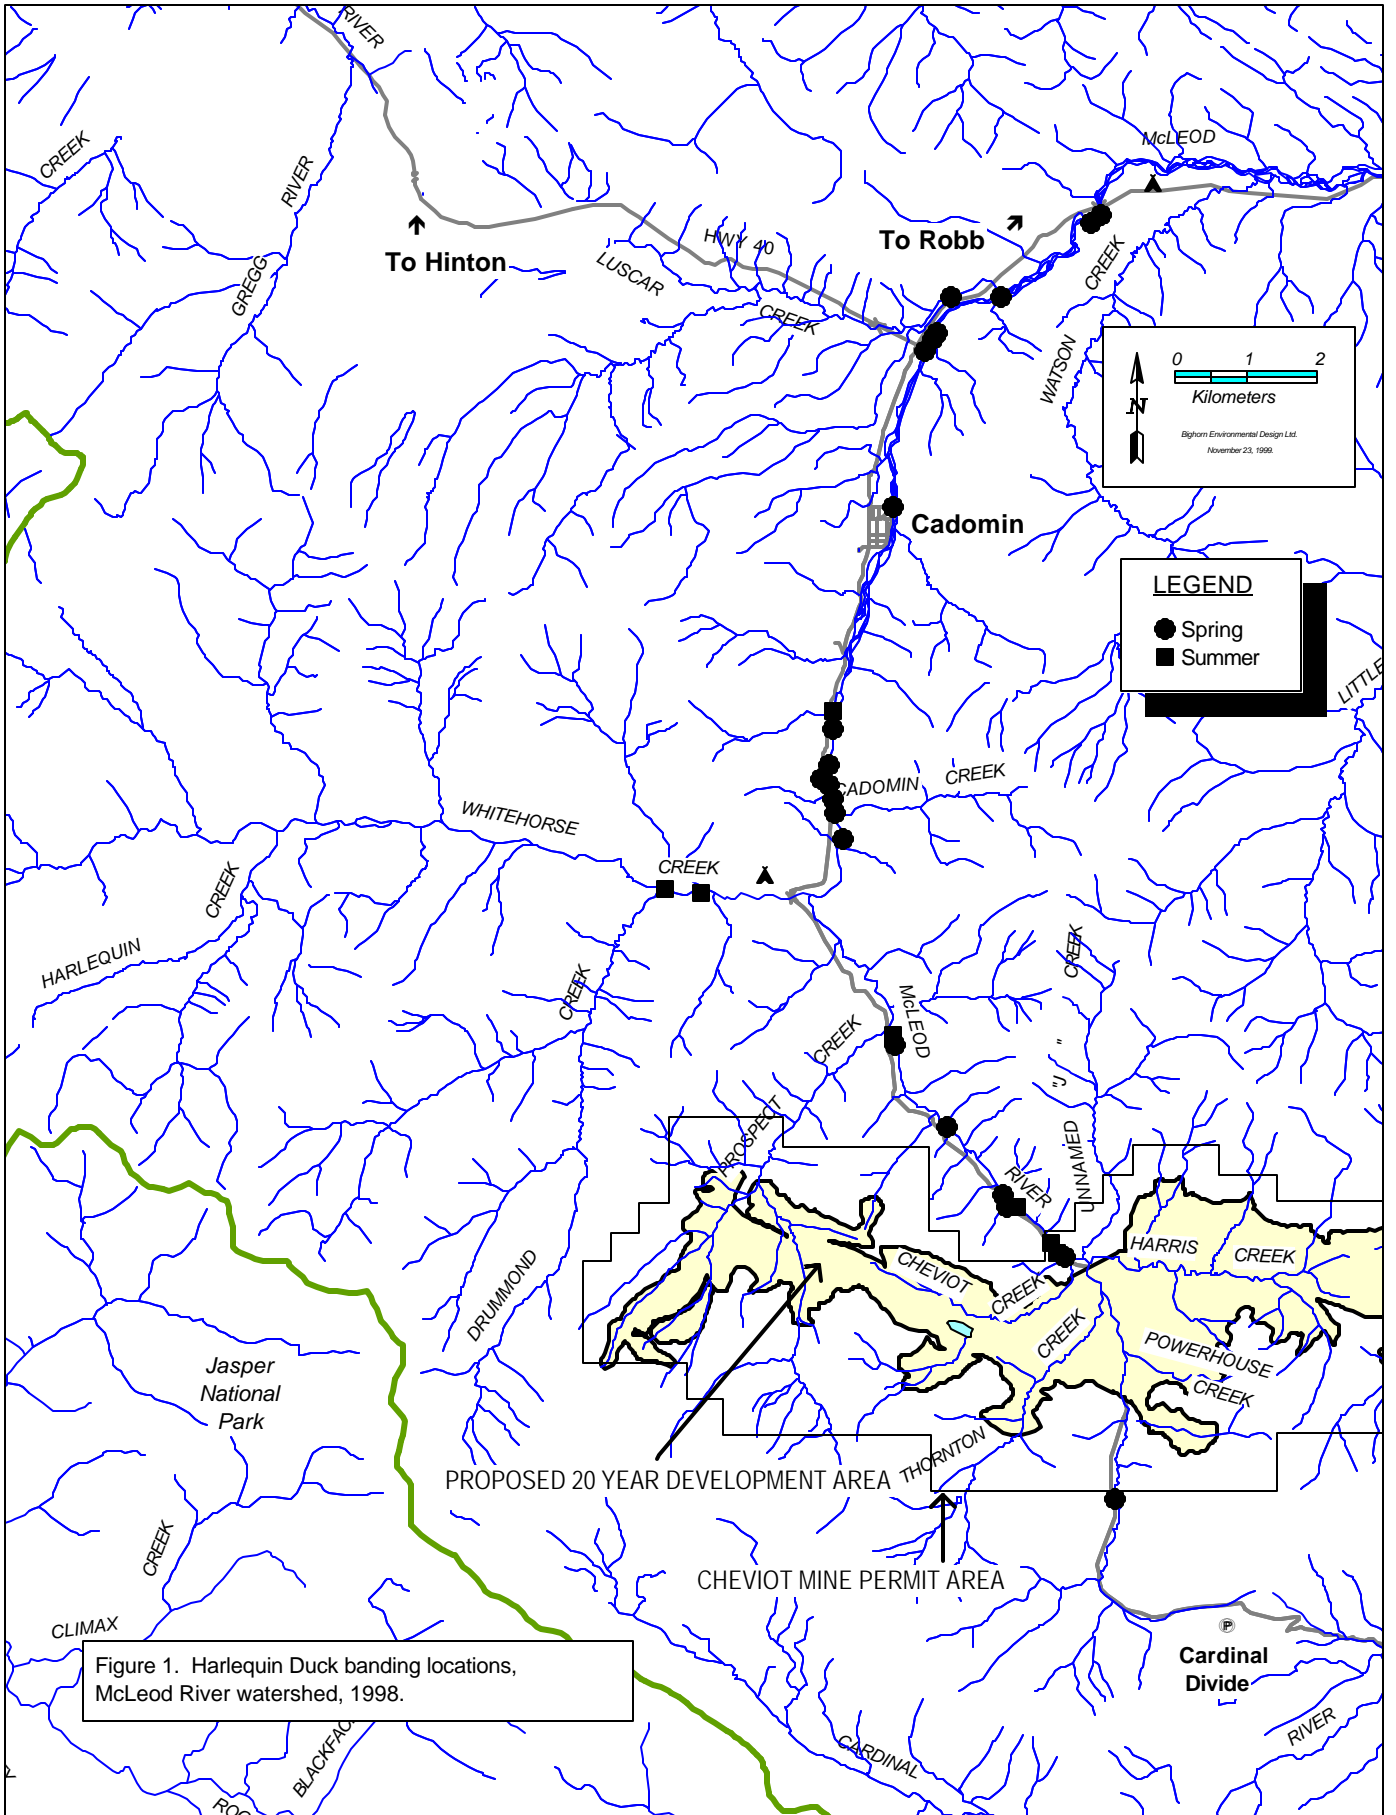 RIVER
McLEOD
CREEK
RIVER
GREGG
To Hinton
HWY 40
LUSCAR
CREEK
To Robb
CREEK
WATSON
0 1 2
Kilometers
N
Bighorn Environmental Design Ltd.
November 23, 1999.
Cadomin
LEGEND
Spring
Summer
LITTLE
CADOMIN CREEK
WHITEHORSE
CREEK
CREEK
HARLEQUIN
CREEK
CREEK
McLEOD
CREEK
"J"
UNNAMED
PROSPECT
RIVER
HARRIS CREEK
CHEVIOT
CREEK
CREEK
POWERHOUSE
CREEK
DRUMMOND
Jasper
National
Park
THORNTON
PROPOSED 20 YEAR DEVELOPMENT AREA
CHEVIOT MINE PERMIT AREA
CREEK
CLIMAX
P
Cardinal
Divide
Figure 1. Harlequin Duck banding locations,
McLeod River watershed, 1998.
RIVER
CARDINAL
BLACKFAC
ROC